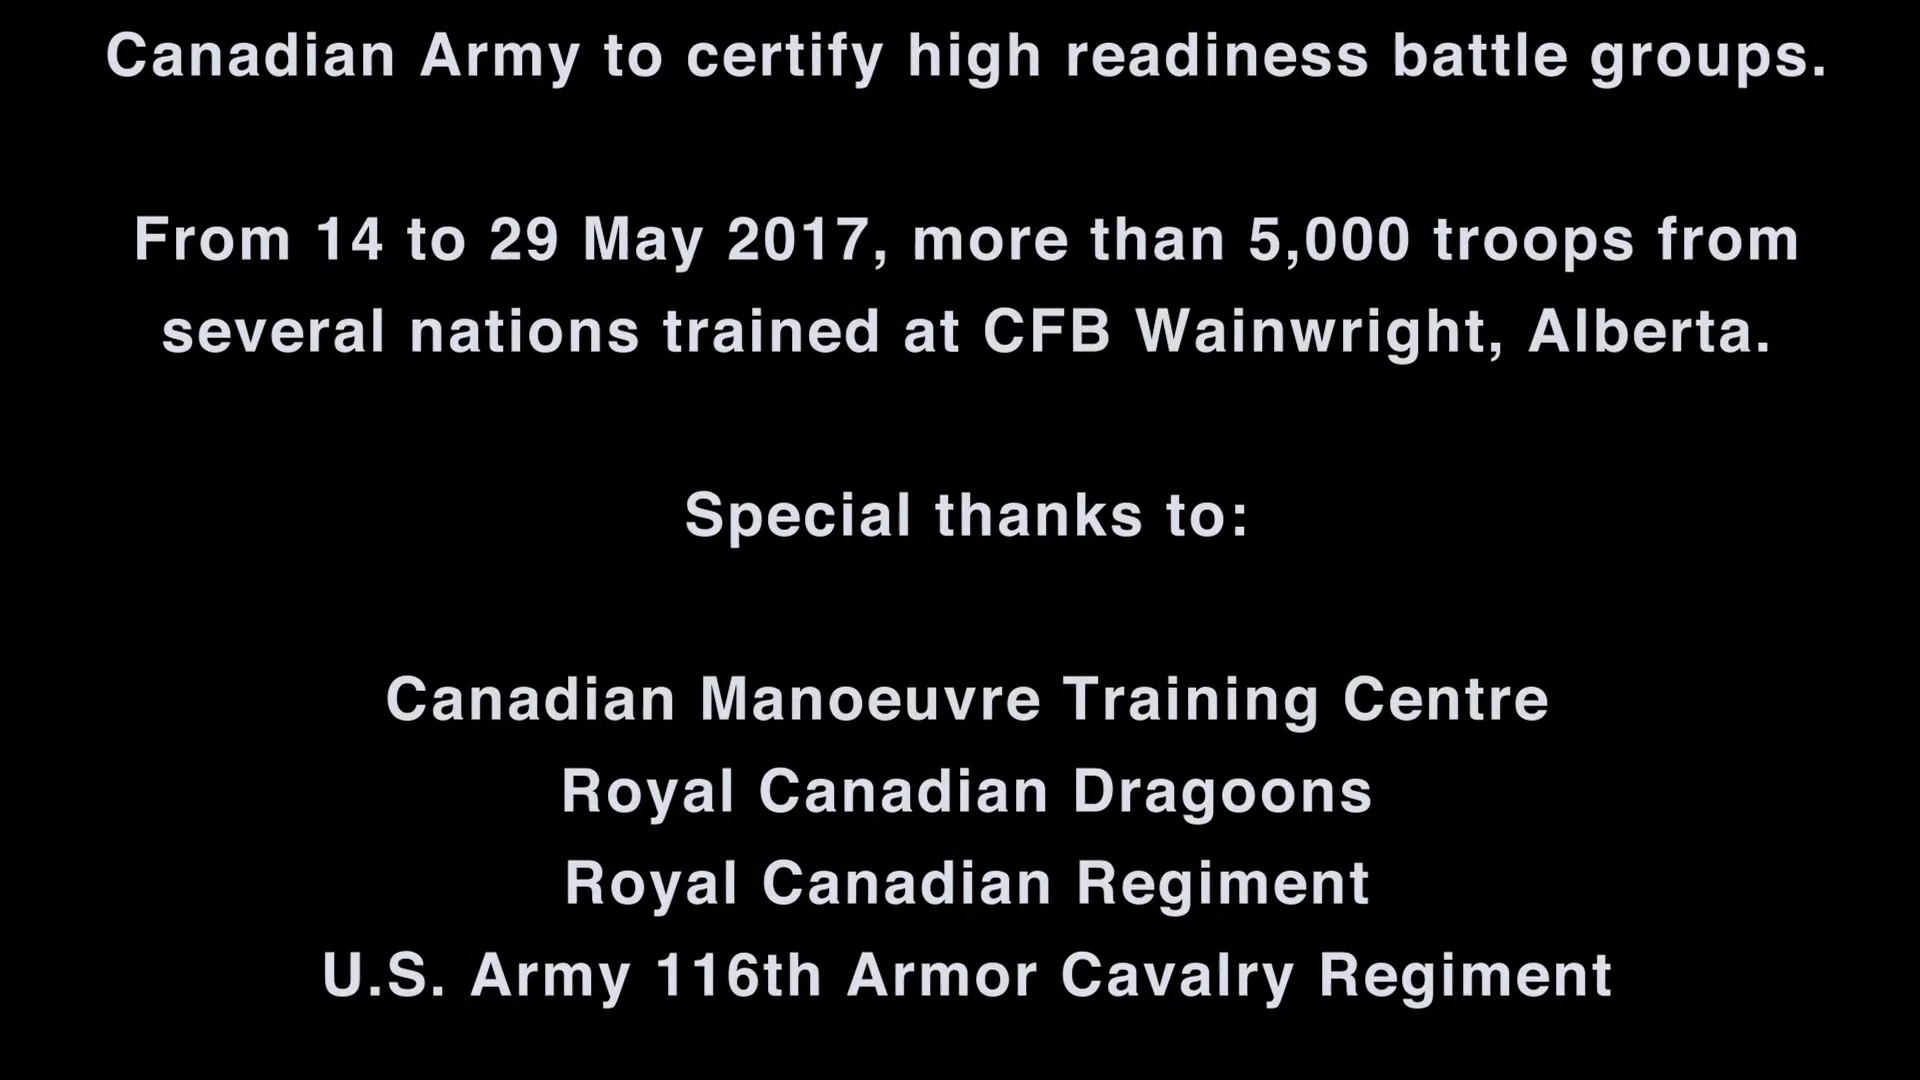 Canadian Army to certify high readiness battle groups.
From 14 to 29 May 2017, more than 5,000 troops from
several nations trained at CFB Wainwright, Alberta.
Special thanks to:
Canadian Manoeuvre Training Centre
Royal Canadian Dragoons
Royal Canadian Regiment
U.S. Army 116th Armor Cavalry Regiment